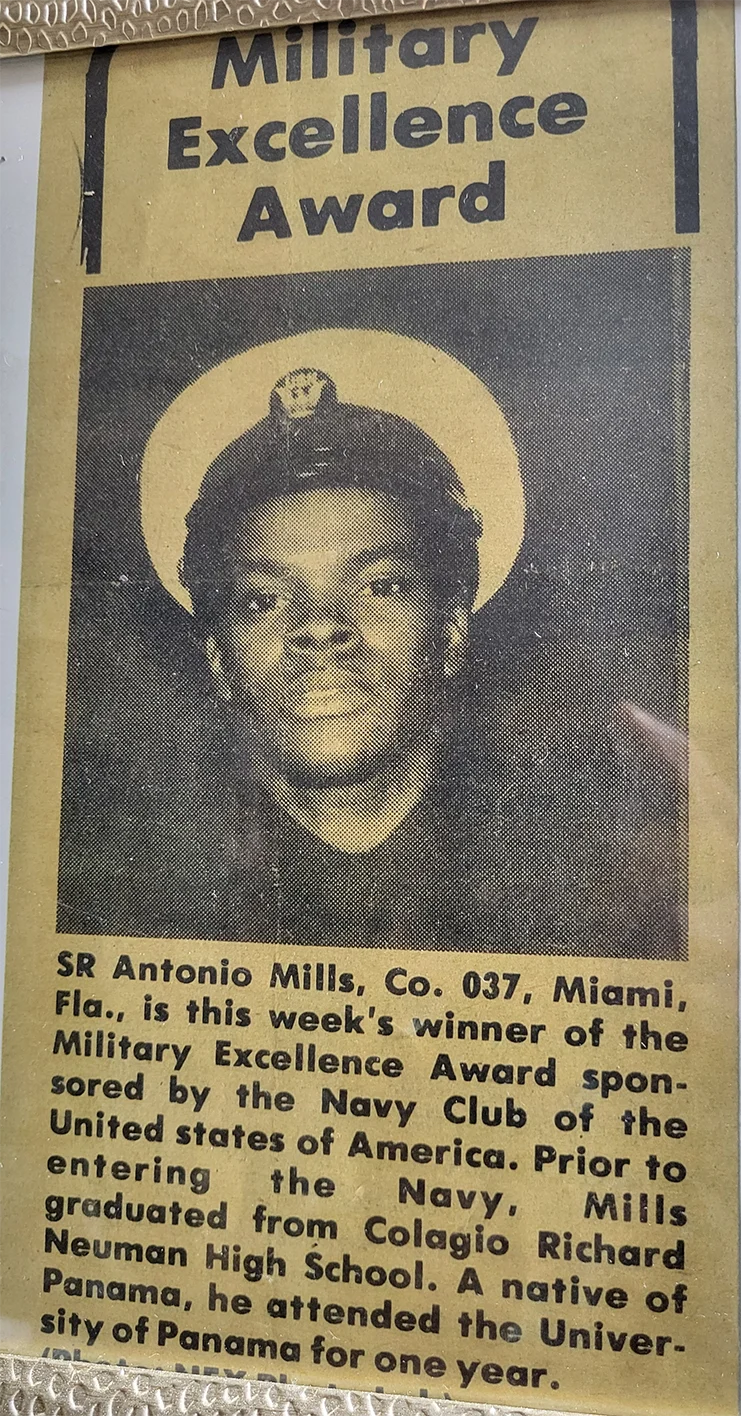 Military
Excellence
Award
SR Antonio Mills, Co. 037, Miami,
Fla., is this week's winner of the
Military Excellence Award spon-
sored by the Navy Club of the
United states of America. Prior to
entering the Navy, Mills
graduated from Colagio Richard
Neuman High School. A native of
Panama, he attended the Univer-
sity of Panama for one year.